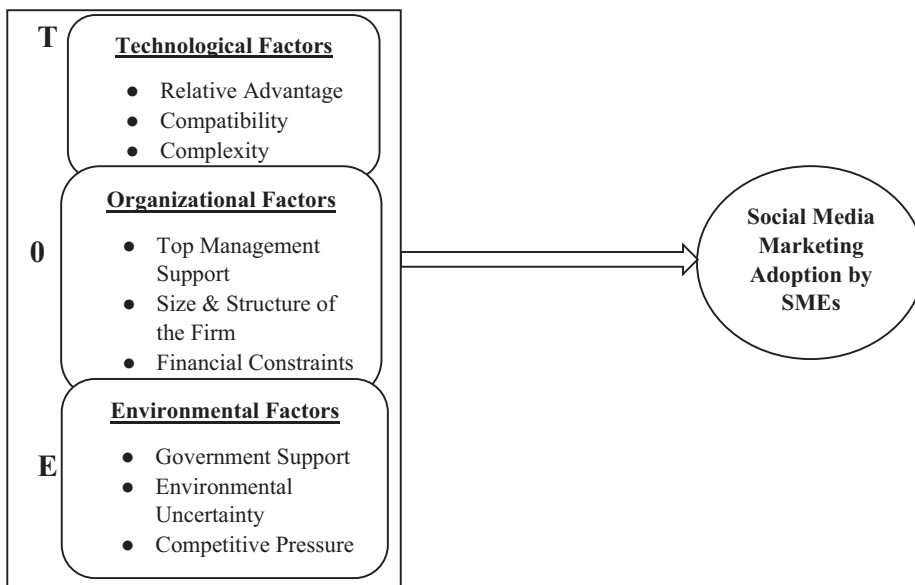 T
Technological Factors
● Relative Advantage
● Compatibility
● Complexity
0
Organizational Factors
● Top Management
Support
● Size & Structure of
the Firm
● Financial Constraints
E
Environmental Factors
● Government Support
● Environmental
Uncertainty
● Competitive Pressure
Social Media
Marketing
Adoption by
SMEs